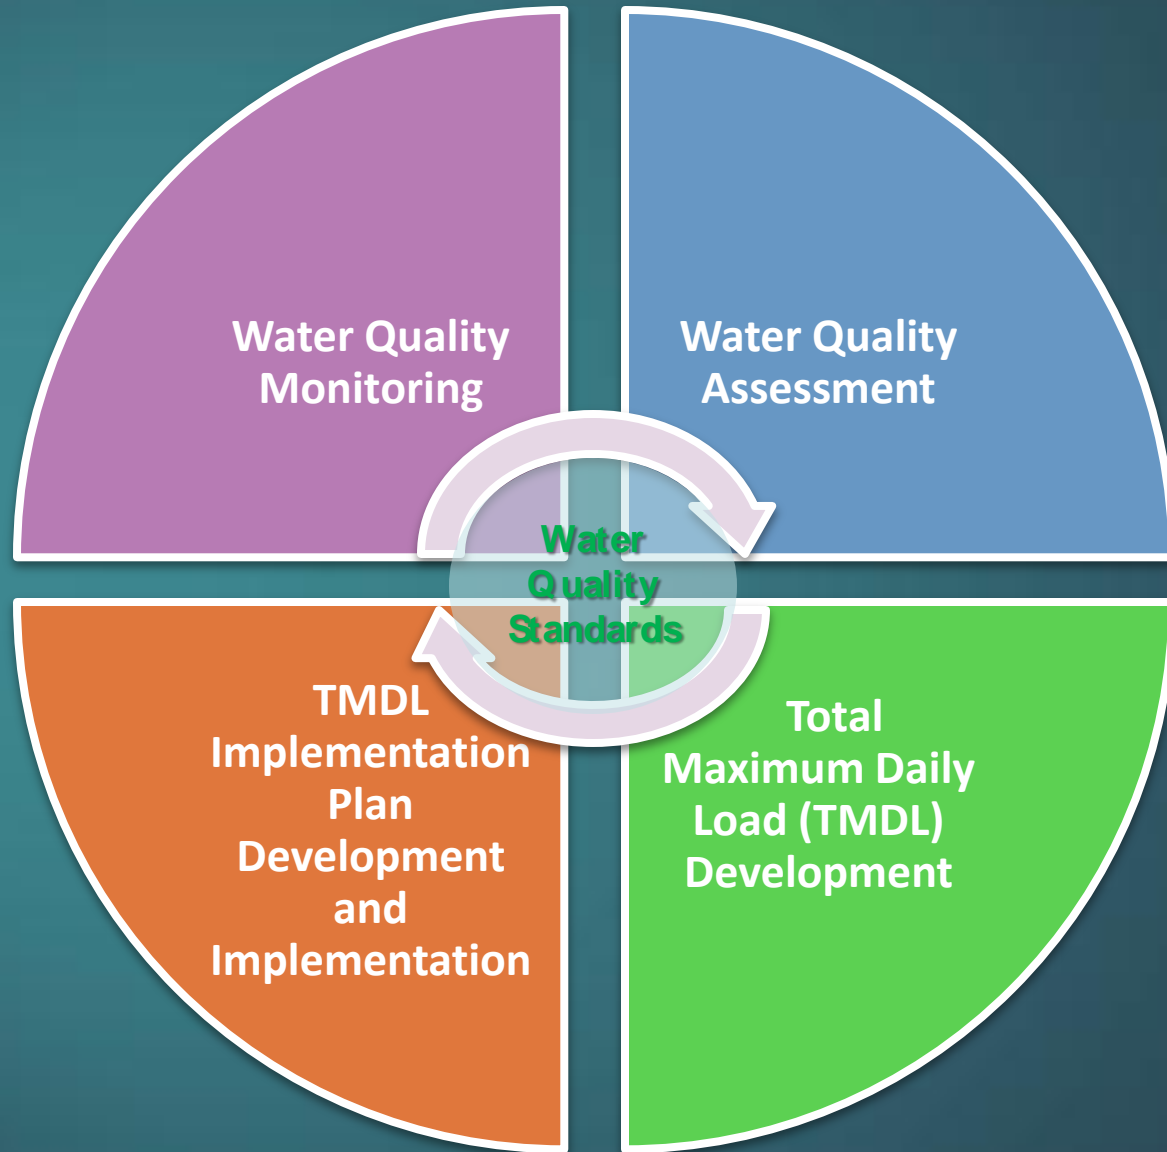 Water Quality
Monitoring
Water Quality
Assessment
Water
Quality
Standards
TMDL
Implementation
Plan
Development
and
Implementation
Total
Maximum Daily
Load (TMDL)
Development